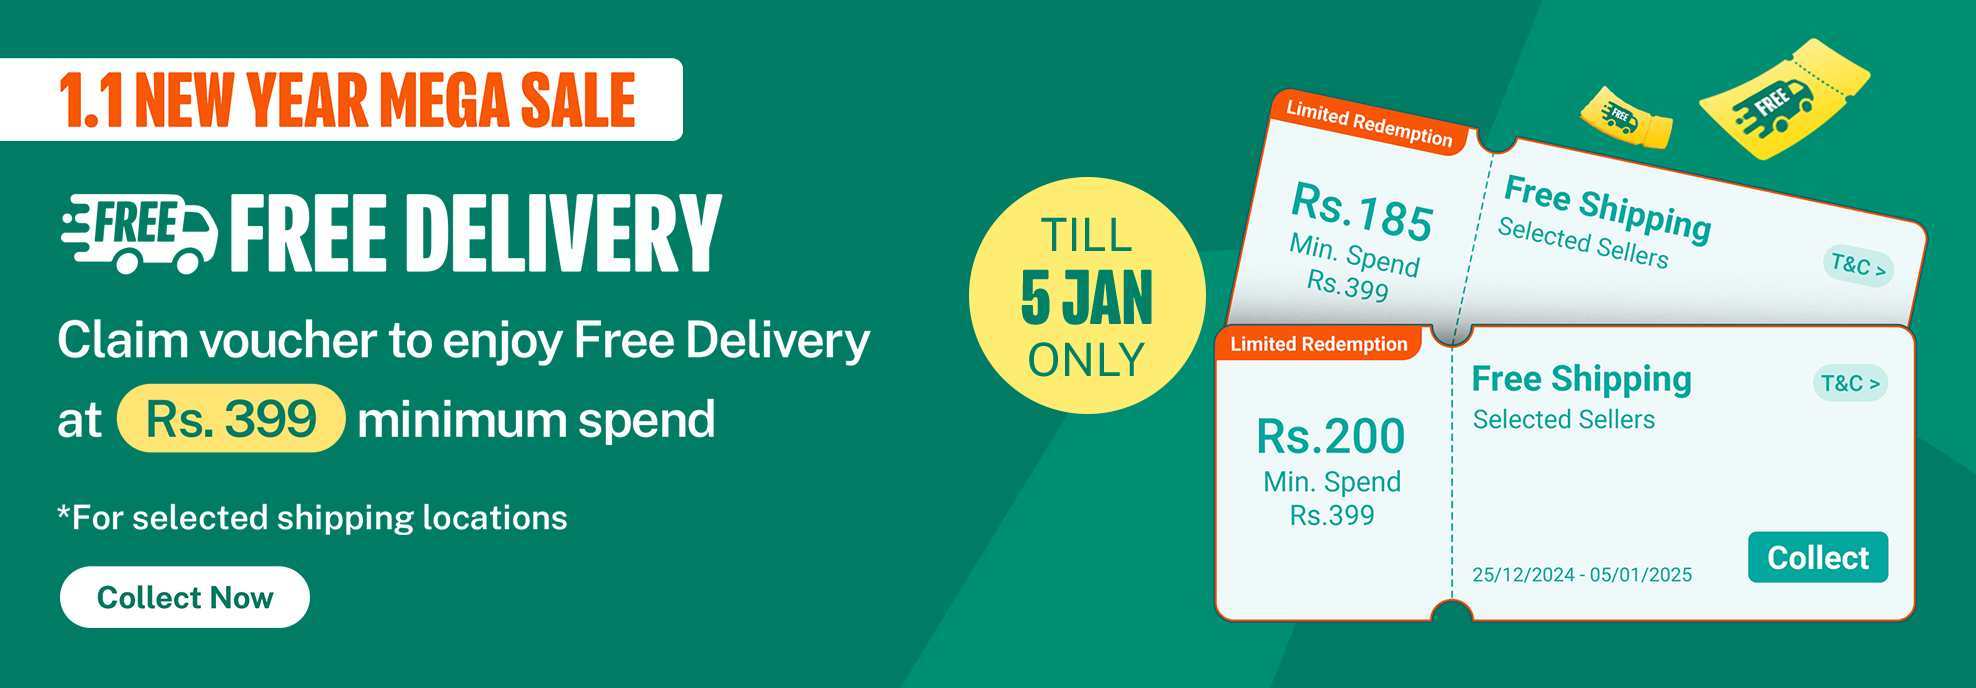 1.1 NEW YEAR MEGA SALE
FREE FREE DELIVERY
Claim voucher to enjoy Free Delivery
at Rs. 399 minimum spend
*For selected shipping locations
Collect Now
TILL
5 JAN
ONLY
FREE
FREE
Limited Redemption
Rs.185
Min. Spend
Rs.399
Free Shipping
Selected Sellers
T&C >
Limited Redemption
Rs.200
Min. Spend
Rs.399
Free Shipping
Selected Sellers
T&C >
25/12/2024 - 05/01/2025
Collect